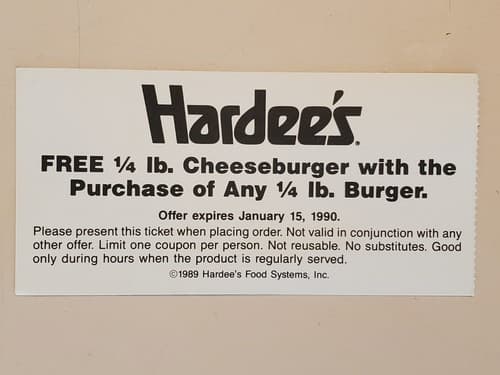 Hardee's.
FREE ¼ lb. Cheeseburger with the
Purchase of Any ¼ lb. Burger.
Offer expires January 15, 1990.
Please present this ticket when placing order. Not valid in conjunction with any
other offer. Limit one coupon per person. Not reusable. No substitutes. Good
only during hours when the product is regularly served.
©1989 Hardee's Food Systems, Inc.